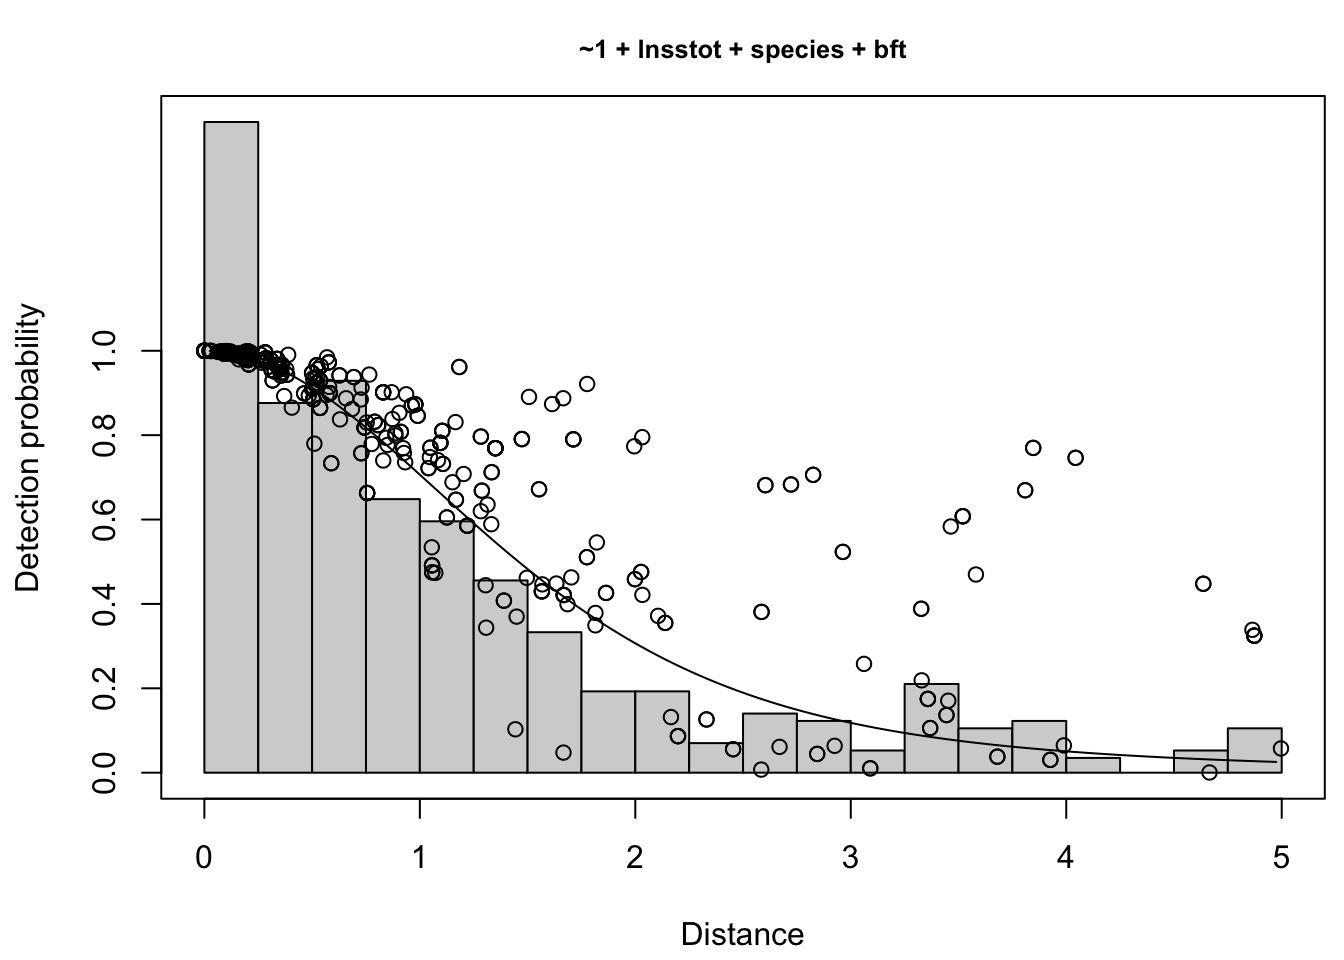 ~1 + lnsstot + species + bft
Detection probability
1.0
0.8
0.6
0.4
0.2
0.0
0 1 2 3 4 5
Distance